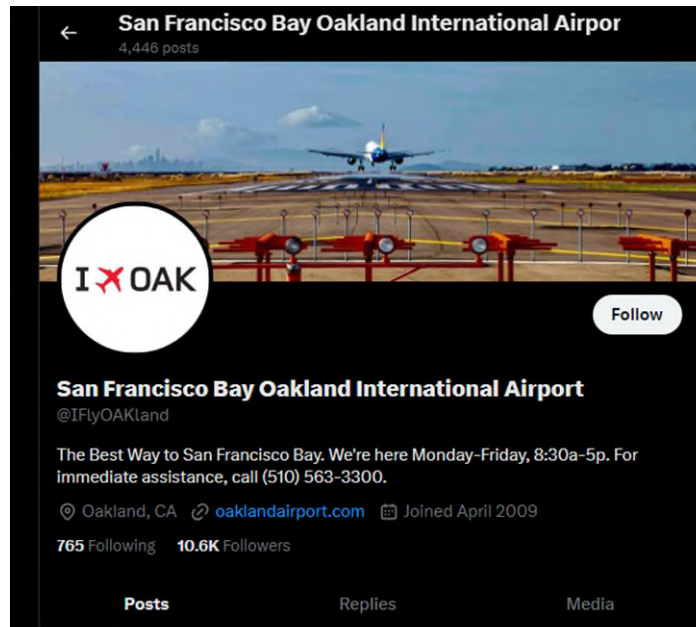 San Francisco Bay Oakland International Airpor
4,446 posts
I OAK
Follow
San Francisco Bay Oakland International Airport
@IFlyOAKland
The Best Way to San Francisco Bay. We're here Monday-Friday, 8:30a-5p. For
immediate assistance, call (510) 563-3300.
Oakland, CA oaklandairport.com Joined April 2009
765 Following 10.6K Followers
Posts Replies Media